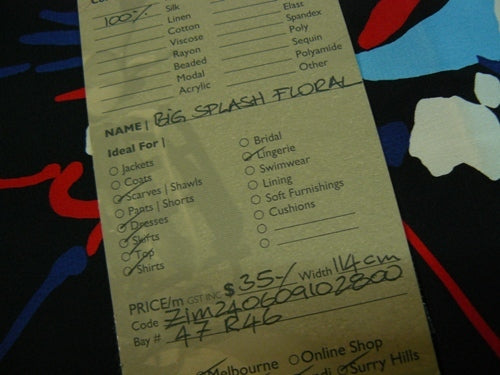 100% Silk
Linen
Cotton
Viscose
Rayon
Beaded
Modal
Acrylic
Elast
Spandex
Poly
Sequin
Polyamide
Other
NAME | BIG SPLASH FLORAL
Ideal For |
Jackets
Coats
Scarves | Shawls
Pants | Shorts
Dresses
Skirts
Top
Shirts
Bridal
Lingerie
Swimwear
Lining
Soft Furnishings
Cushions
PRICE/m GST INC $35-/ Width 114cm
Code Zim240609102800
Bay # 47 R46
Melbourne Online Shop
Surry Hills